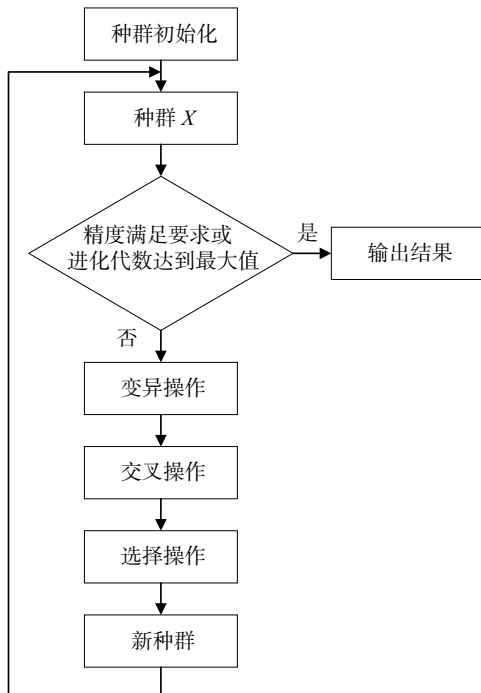 种群初始化
种群 X
精度满足要求或
进化代数达到最大值
是
输出结果
否
变异操作
交叉操作
选择操作
新种群